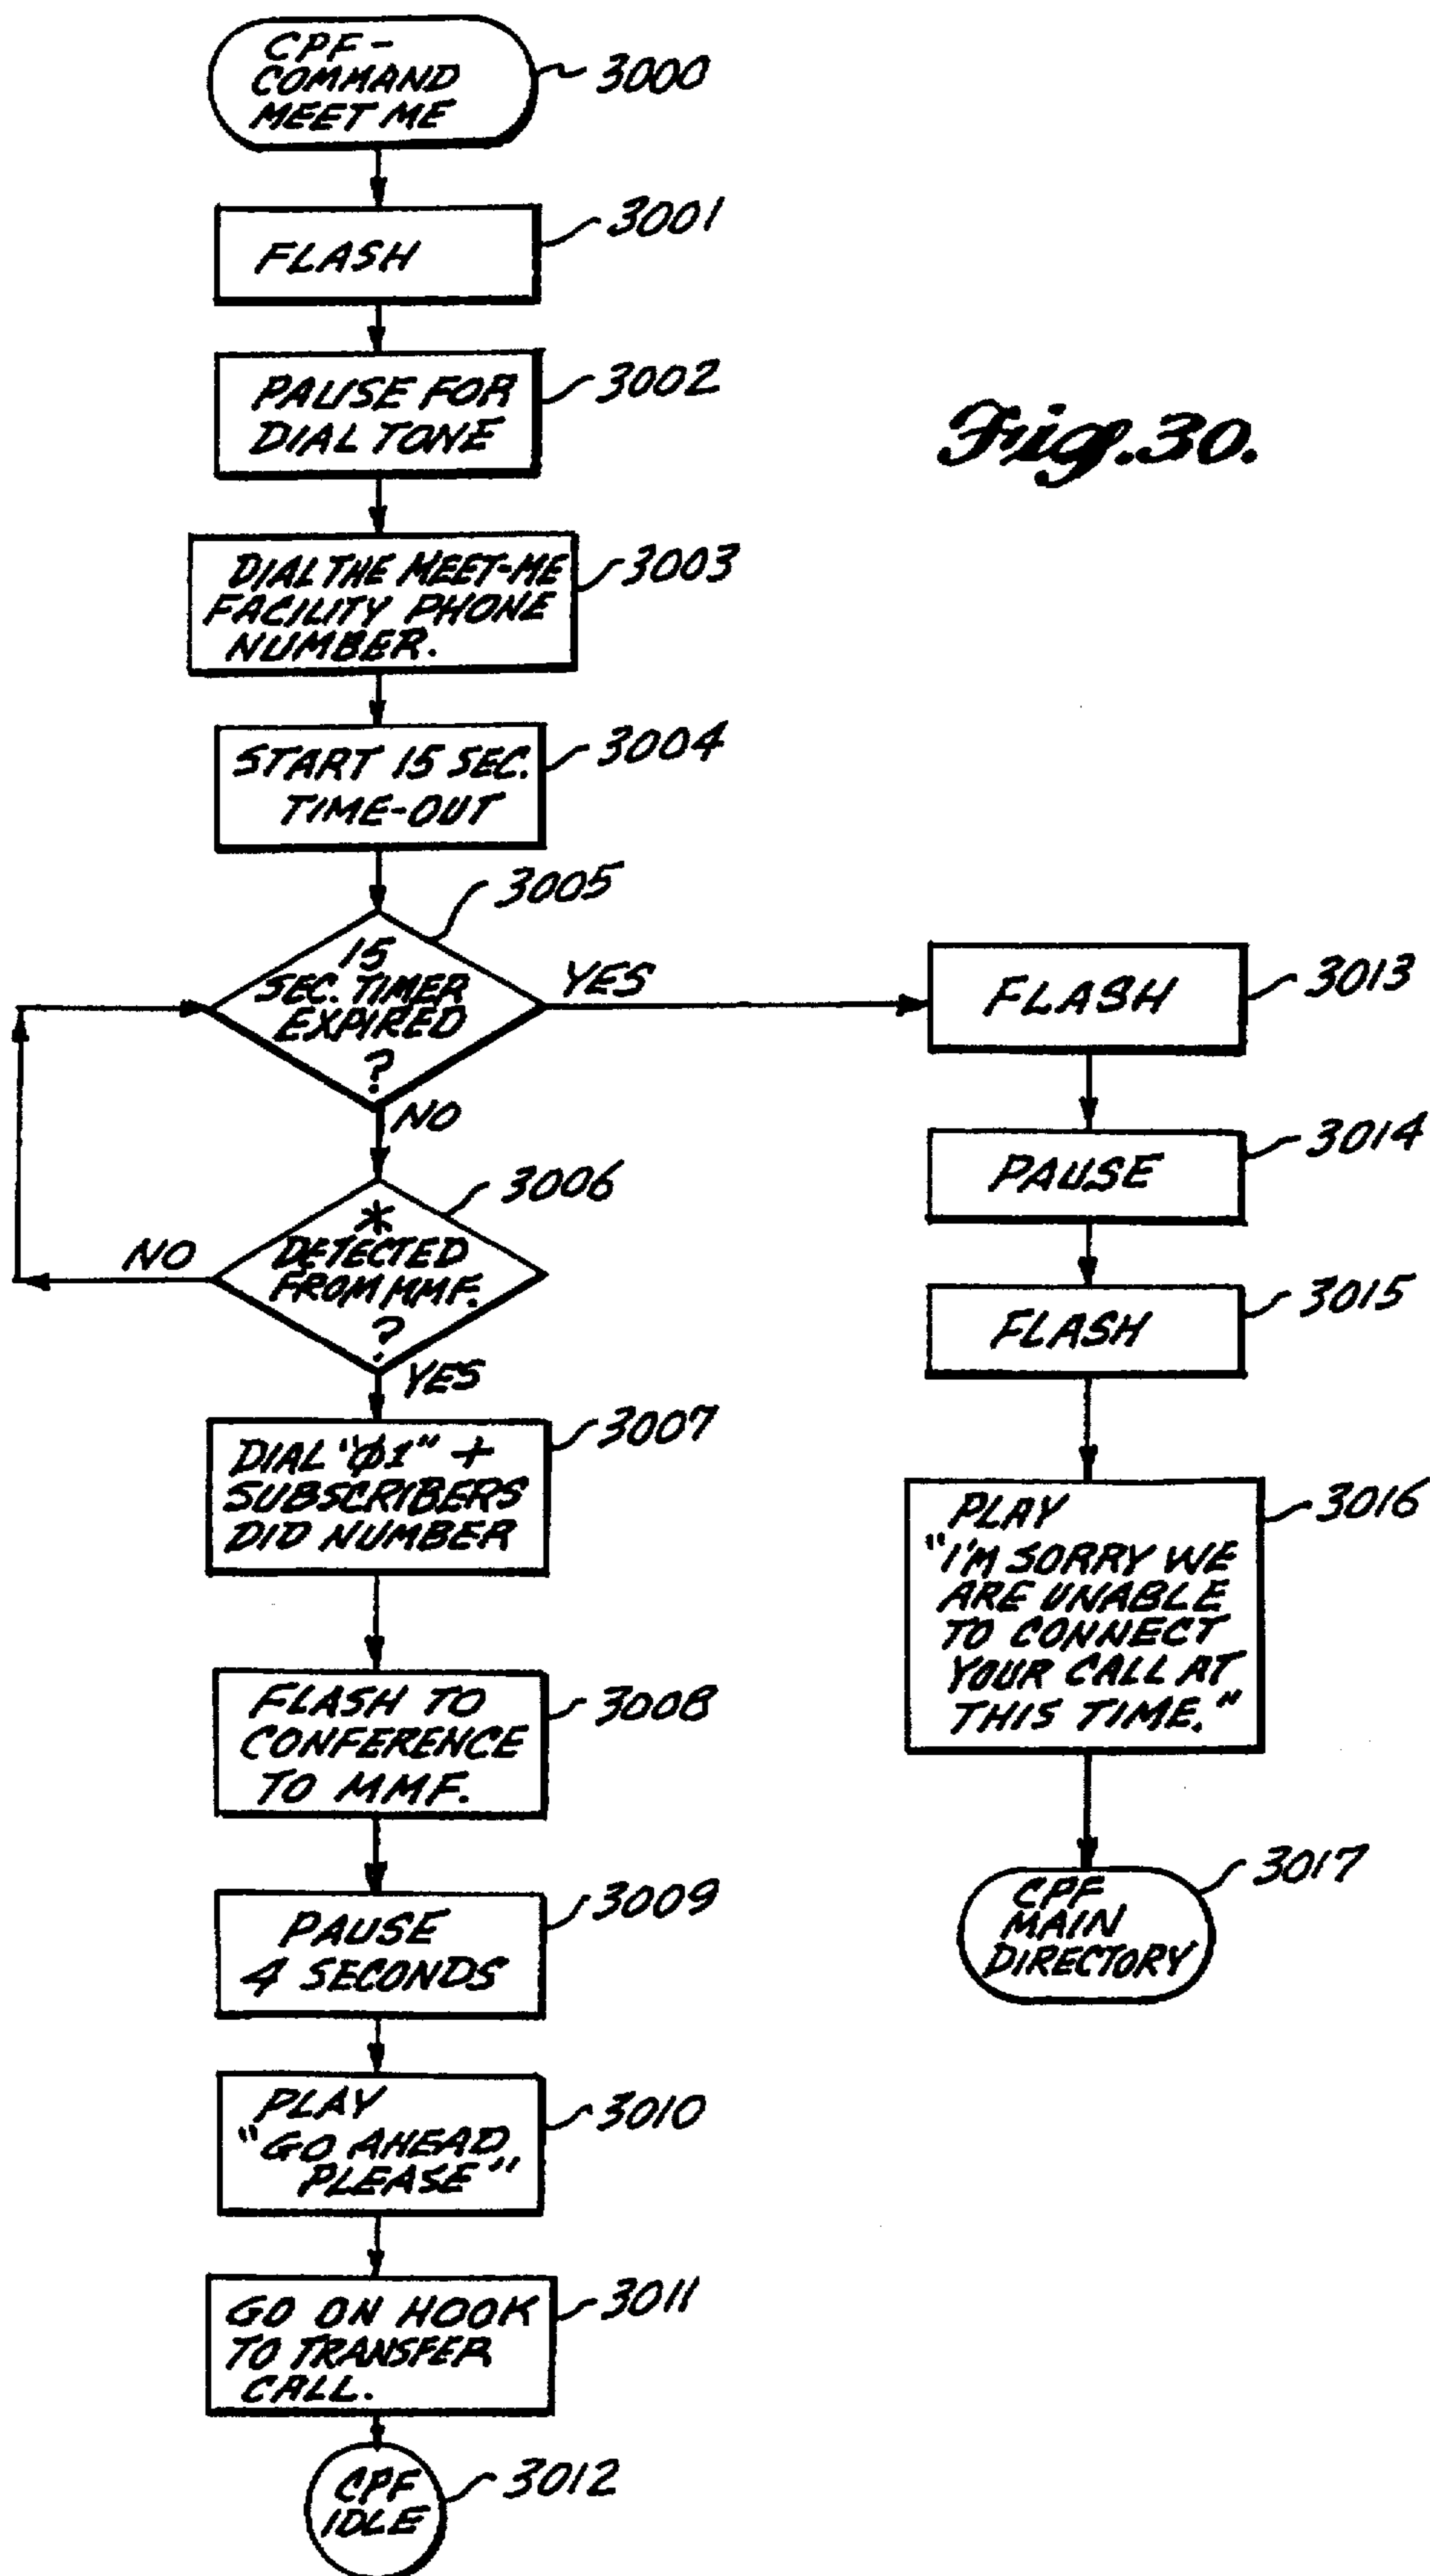 CPF-
COMMAND
MEET ME
3000
FLASH
3001
PAUSE FOR
DIAL TONE
3002
Fig. 30.
DIAL THE MEET-ME
FACILITY PHONE
NUMBER.
3003
START 15 SEC.
TIME-OUT
3004
15
SEC. TIMER
EXPIRED
?
3005
YES
NO
*
DETECTED
FROM MMF.
?
3006
NO
YES
DIAL "Ø1" +
SUBSCRIBERS
DID NUMBER
3007
FLASH TO
CONFERENCE
TO MMF.
3008
PAUSE
4 SECONDS
3009
PLAY
"GO AHEAD
PLEASE"
3010
GO ON HOOK
TO TRANSFER
CALL.
3011
CPF
IDLE
3012
FLASH
3013
PAUSE
3014
FLASH
3015
PLAY
"I'M SORRY WE
ARE UNABLE
TO CONNECT
YOUR CALL AT
THIS TIME."
3016
CPF
MAIN
DIRECTORY
3017